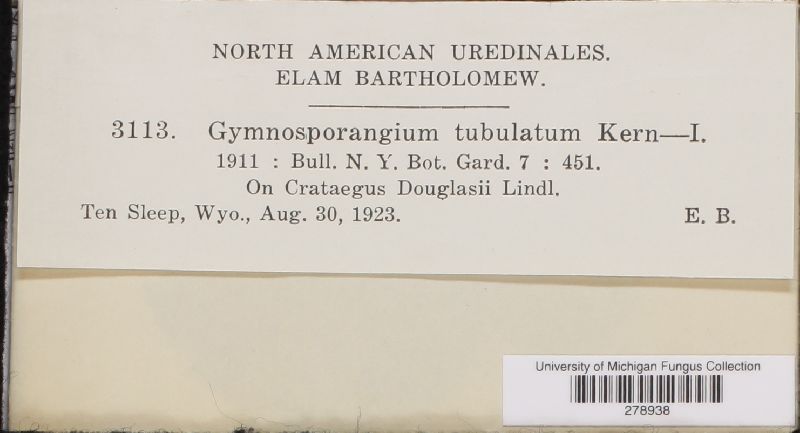 NORTH AMERICAN UREDINALES.
ELAM BARTHOLOMEW.
3113. Gymnosporangium tubulatum Kern—I.
1911 : Bull. N. Y. Bot. Gard. 7 : 451.
On Crataegus Douglasii Lindl.
Ten Sleep, Wyo., Aug. 30, 1923. E. B.
University of Michigan Fungus Collection
278938